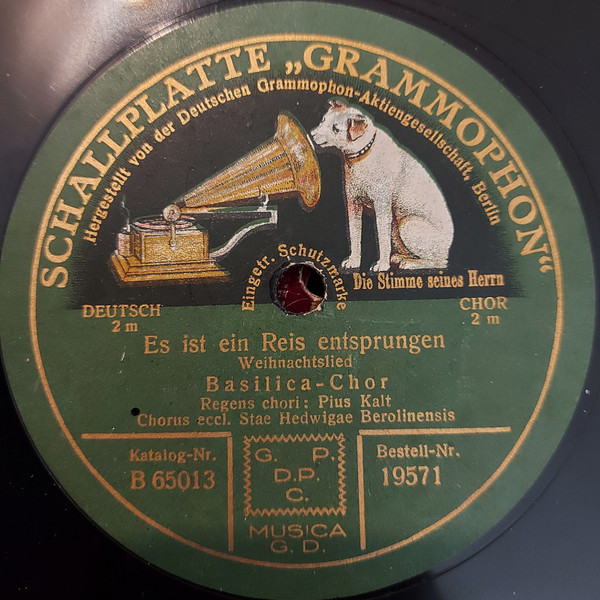 SCHALLPLATTE „GRAMMOPHON“
Hergestellt von der Deutschen Grammophon-Aktiengesellschaft, Berlin
Eingetr. Schutzmarke
Die Stimme seines Herrn
DEUTSCH
2 m
CHOR
2 m
Es ist ein Reis entsprungen
Weihnachtslied
Basilica-Chor
Regens chori: Pius Kalt
Chorus eccl. Stae Hedwigae Berolinensis
Katalog-Nr.
B 65013
G. P.
D.P.
C.
Bestell-Nr.
19571
MUSICA
G. D.